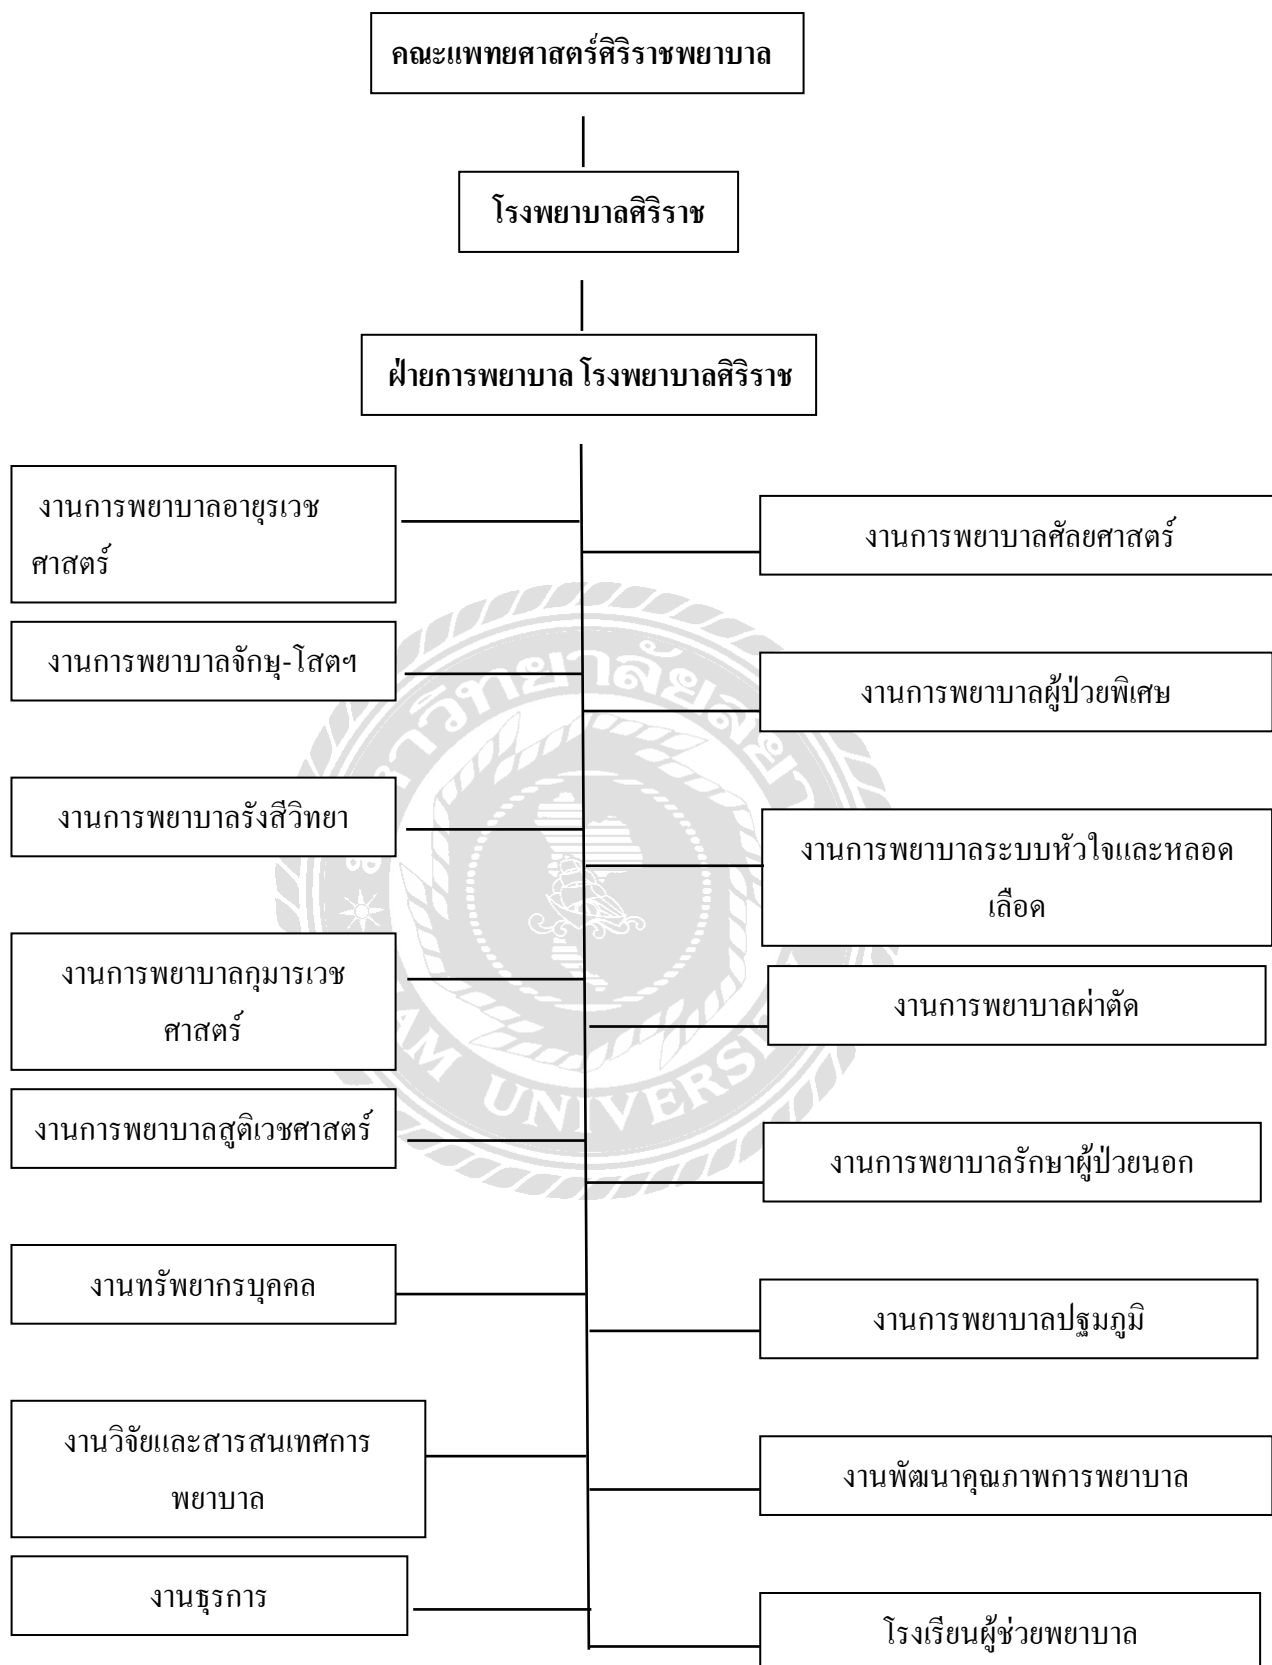 คณะแพทยศาสตร์ศิริราชพยาบาล
โรงพยาบาลศิริราช
ฝ่ายการพยาบาล โรงพยาบาลศิริราช
งานการพยาบาลอายุรเวช
ศาสตร์
งานการพยาบาลศัลยศาสตร์
งานการพยาบาลจักษุ-โสตฯ
งานการพยาบาลผู้ป่วยพิเศษ
งานการพยาบาลรังสีวิทยา
งานการพยาบาลระบบหัวใจและหลอด
เลือด
งานการพยาบาลกุมารเวช
ศาสตร์
งานการพยาบาลผ่าตัด
งานการพยาบาลสูติเวชศาสตร์
งานการพยาบาลรักษาผู้ป่วยนอก
งานทรัพยากรบุคคล
งานการพยาบาลปฐมภูมิ
งานวิจัยและสารสนเทศการ
พยาบาล
งานพัฒนาคุณภาพการพยาบาล
งานธุรการ
โรงเรียนผู้ช่วยพยาบาล
UNIVERS